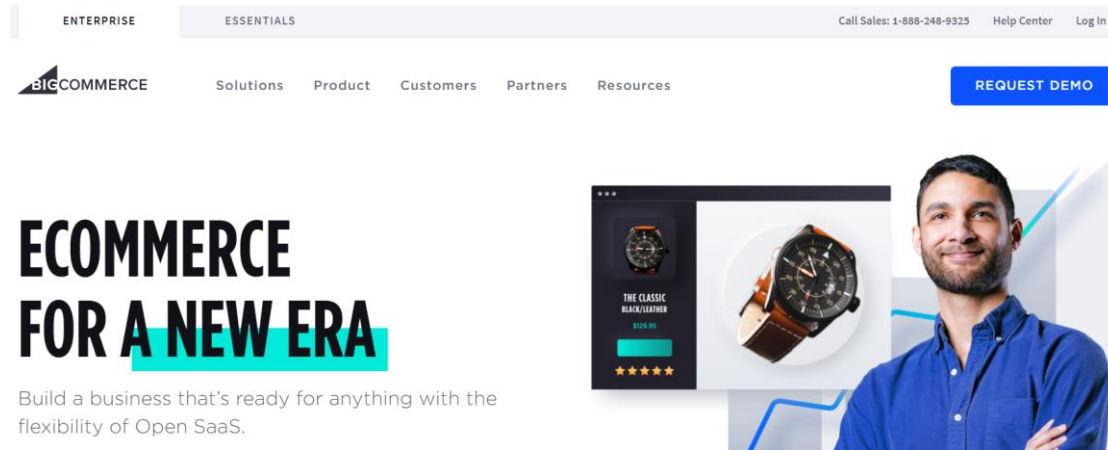 ENTERPRISE ESSENTIALS Call Sales: 1-888-248-9325 Help Center Log In
BIGCOMMERCE Solutions Product Customers Partners Resources REQUEST DEMO
ECOMMERCE
FOR A NEW ERA
Build a business that’s ready for anything with the
flexibility of Open SaaS.
THE CLASSIC
BLACK/LEATHER
$129.95